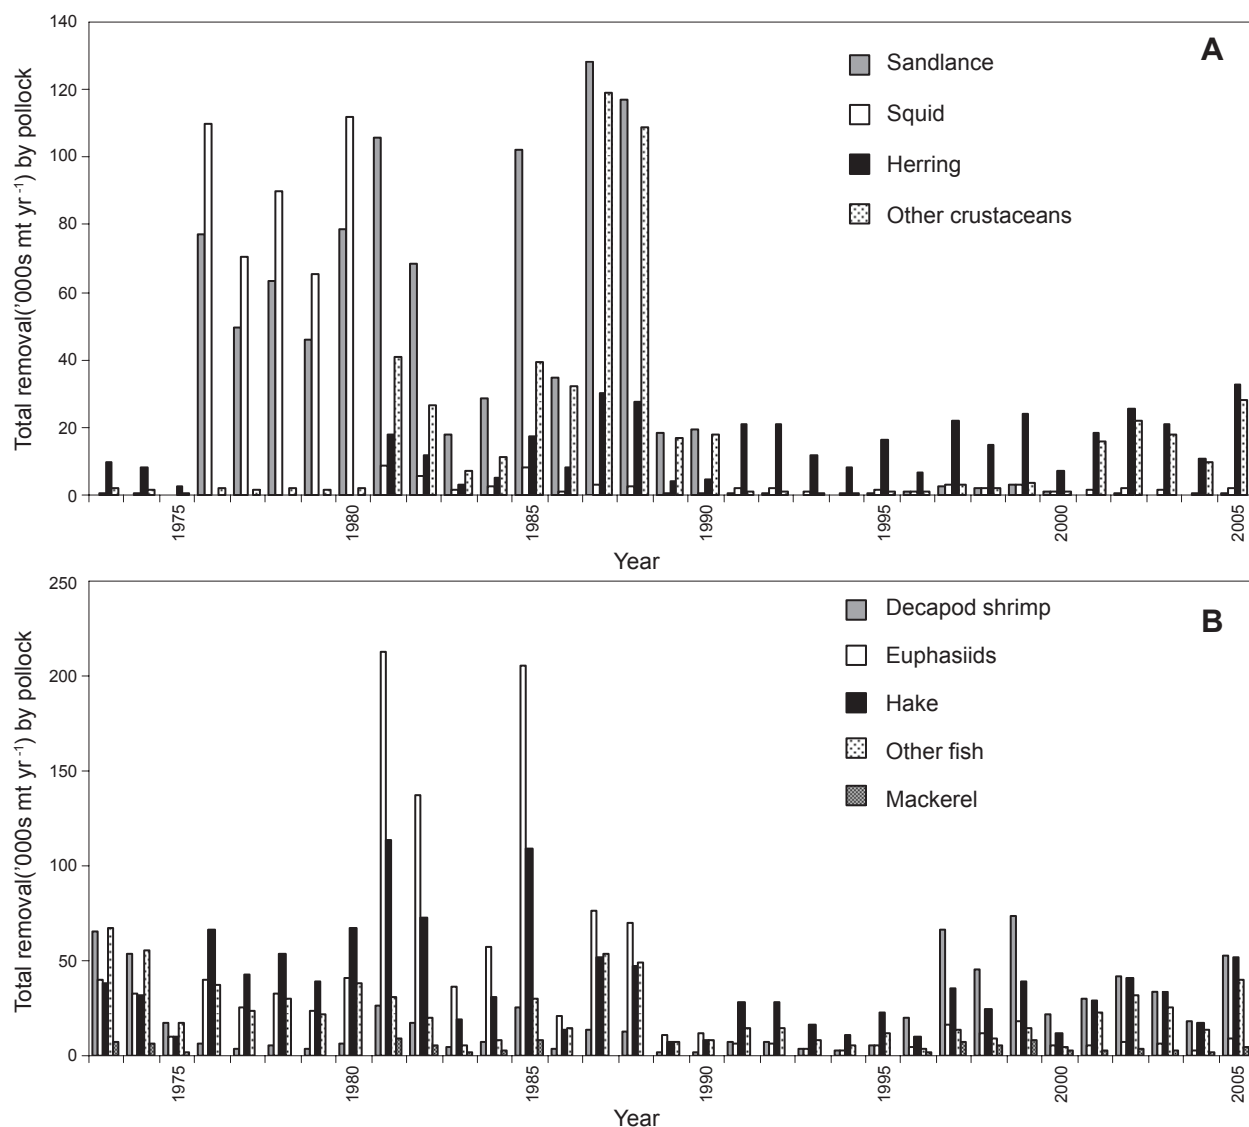 A
Total removal('000s mt yr⁻¹) by pollock
140
120
100
80
60
40
20
0
Sandlance
Squid
Herring
Other crustaceans
1975
1980
1985
1990
1995
2000
2005
Year
B
Total removal('000s mt yr⁻¹) by pollock
250
200
150
100
50
0
Decapod shrimp
Euphasiids
Hake
Other fish
Mackerel
1975
1980
1985
1990
1995
2000
2005
Year